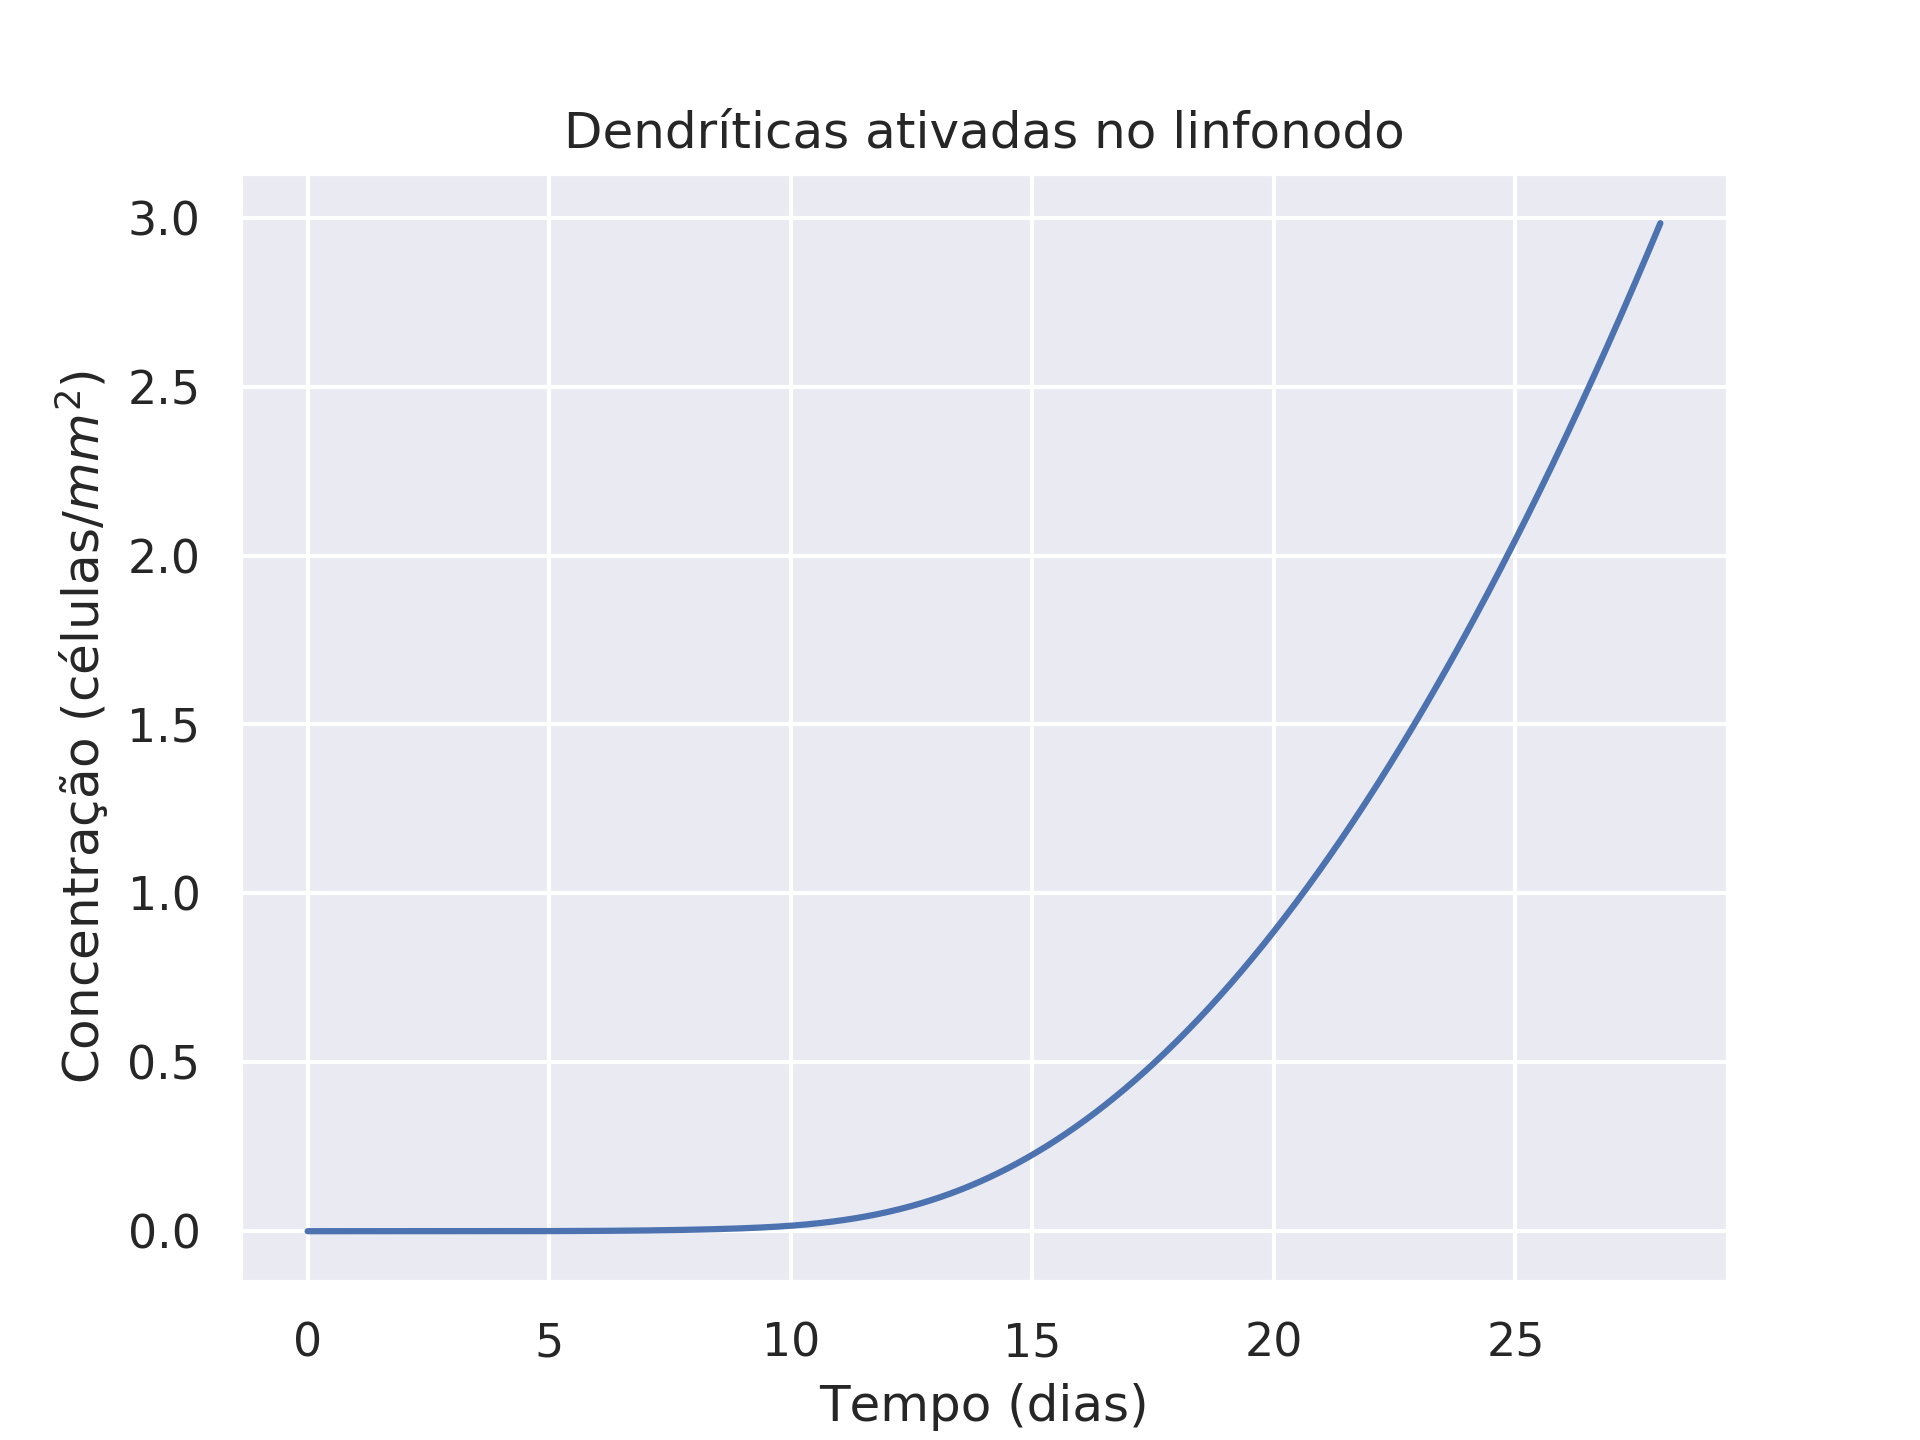 Dendríticas ativadas no linfonodo
3.0
2.5
2.0
1.5
1.0
0.5
0.0
Concentração (células/mm²)
0 5 10 15 20 25
Tempo (dias)